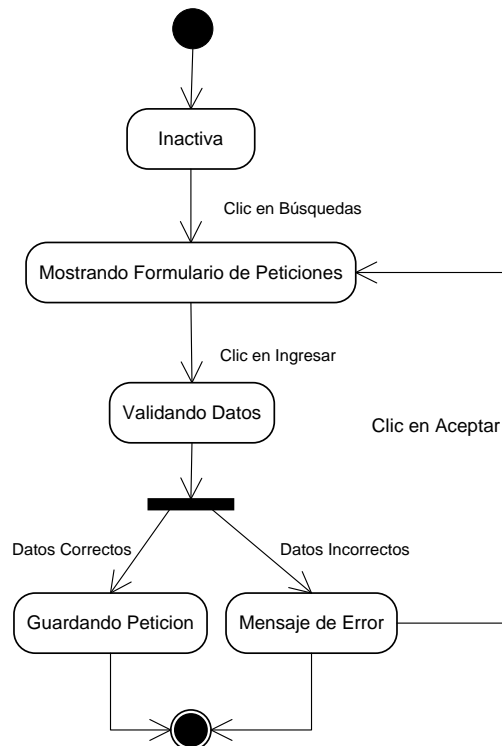 Inactiva
Clic en Búsquedas
Mostrando Formulario de Peticiones
Clic en Ingresar
Validando Datos
Clic en Aceptar
Datos Correctos
Datos Incorrectos
Guardando Peticion
Mensaje de Error